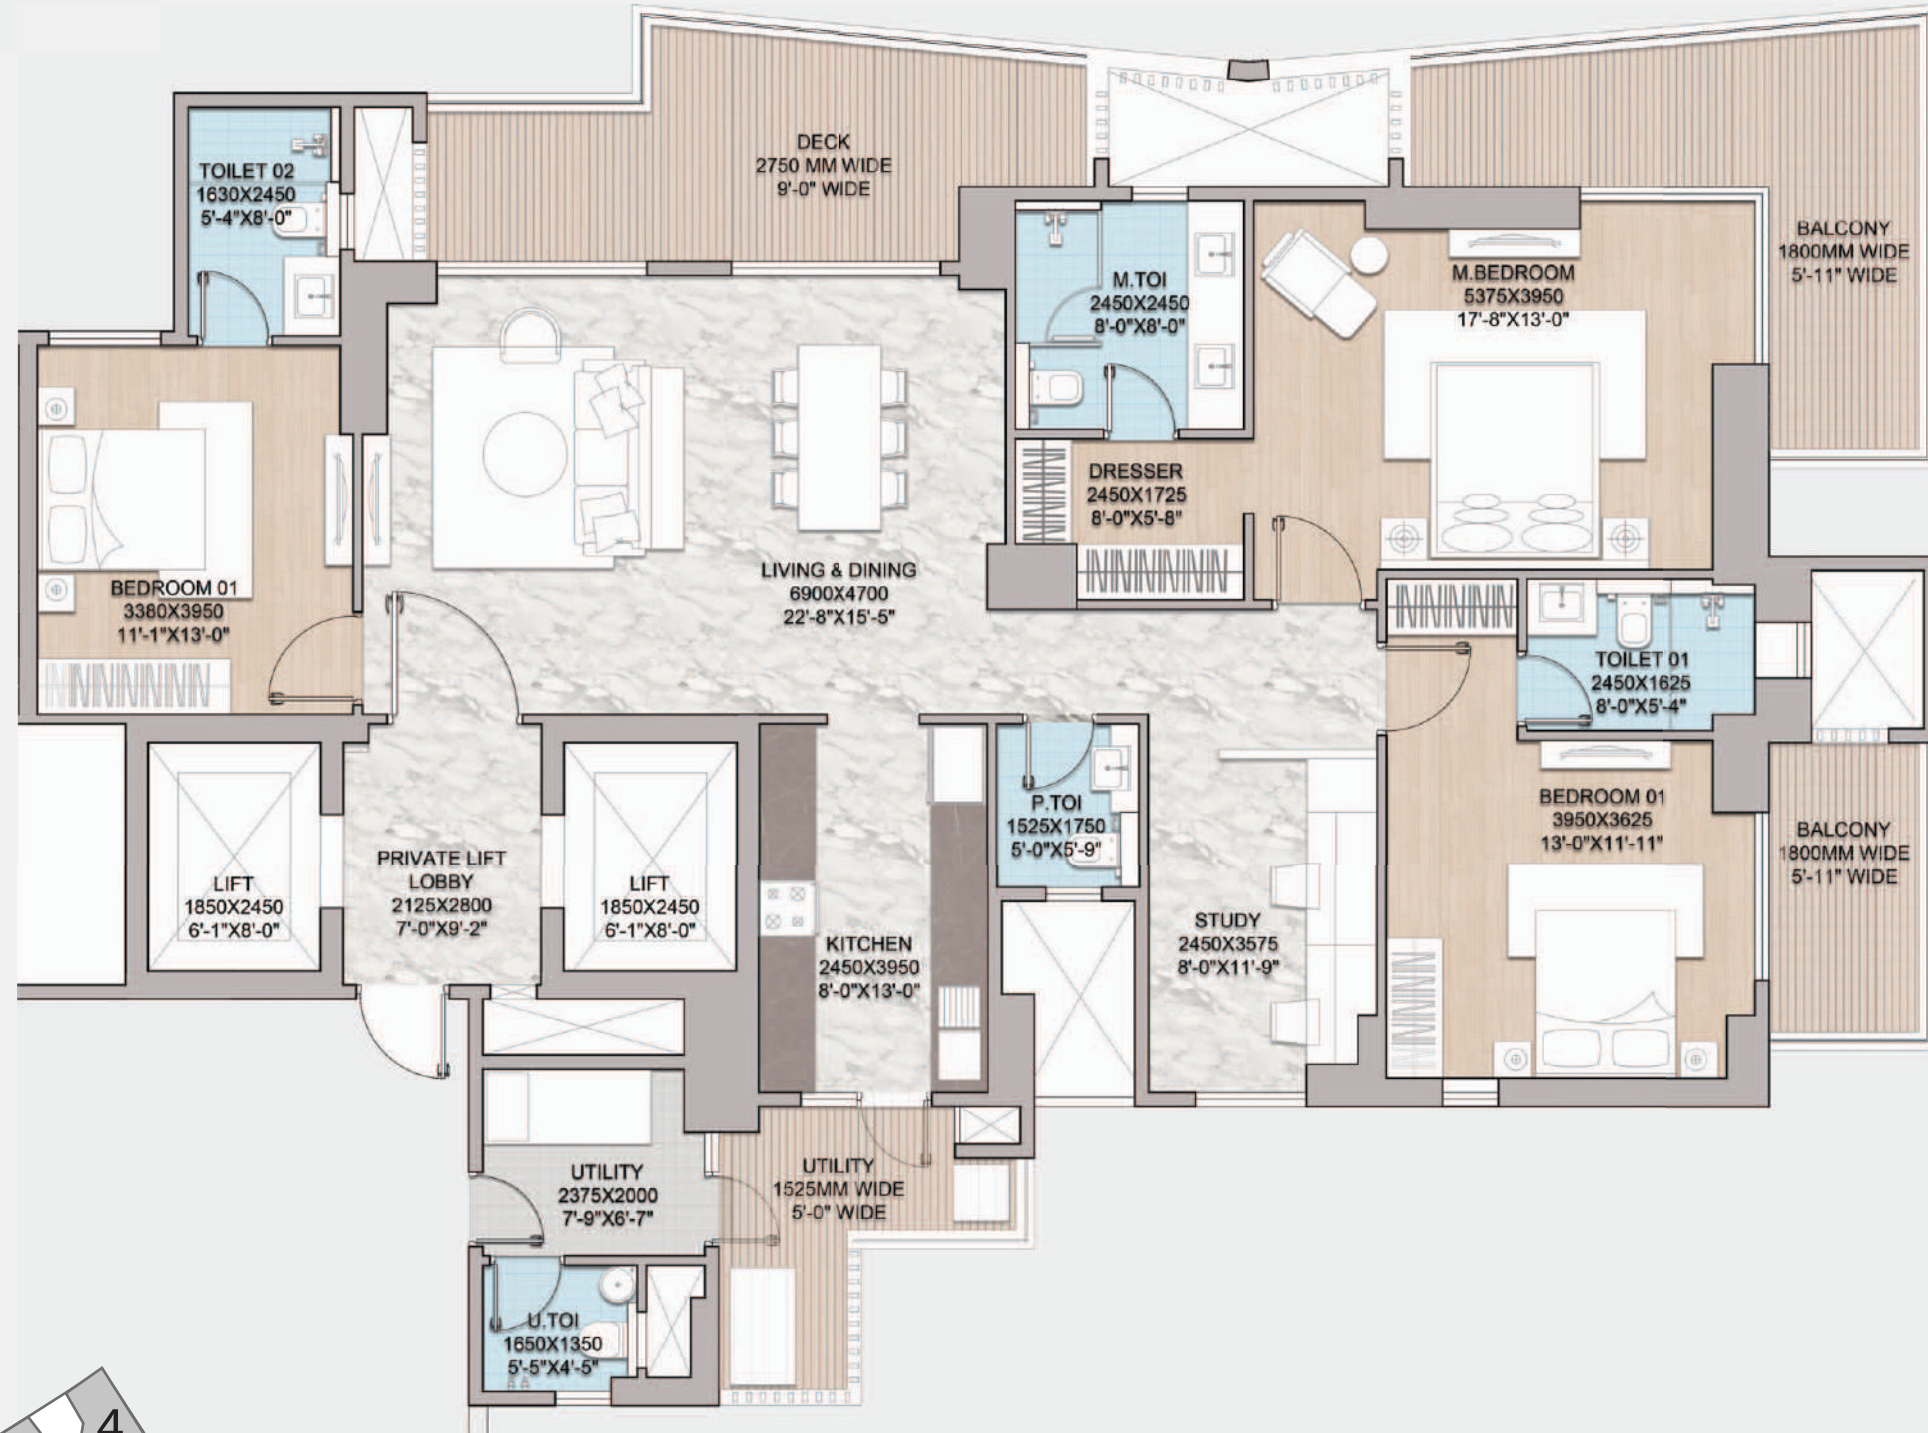 DECK
2750 MM WIDE
9'-0" WIDE
TOILET 02
1630X2450
5'-4"X8'-0"
BALCONY
1800MM WIDE
5'-11" WIDE
M.TOI
2450X2450
8'-0"X8'-0"
M.BEDROOM
5375X3950
17'-8"X13'-0"
DRESSER
2450X1725
8'-0"X5'-8"
LIVING & DINING
6900X4700
22'-8"X15'-5"
BEDROOM 01
3380X3950
11'-1"X13'-0"
TOILET 01
2450X1625
8'-0"X5'-4"
P.TOI
1525X1750
5'-0"X5'-9"
BEDROOM 01
3950X3625
13'-0"X11'-11"
BALCONY
1800MM WIDE
5'-11" WIDE
LIFT
1850X2450
6'-1"X8'-0"
PRIVATE LIFT
LOBBY
2125X2800
7'-0"X9'-2"
LIFT
1850X2450
6'-1"X8'-0"
KITCHEN
2450X3950
8'-0"X13'-0"
STUDY
2450X3575
8'-0"X11'-9"
UTILITY
2375X2000
7'-9"X6'-7"
UTILITY
1525MM WIDE
5'-0" WIDE
U.TOI
1650X1350
5'-5"X4'-5"
4